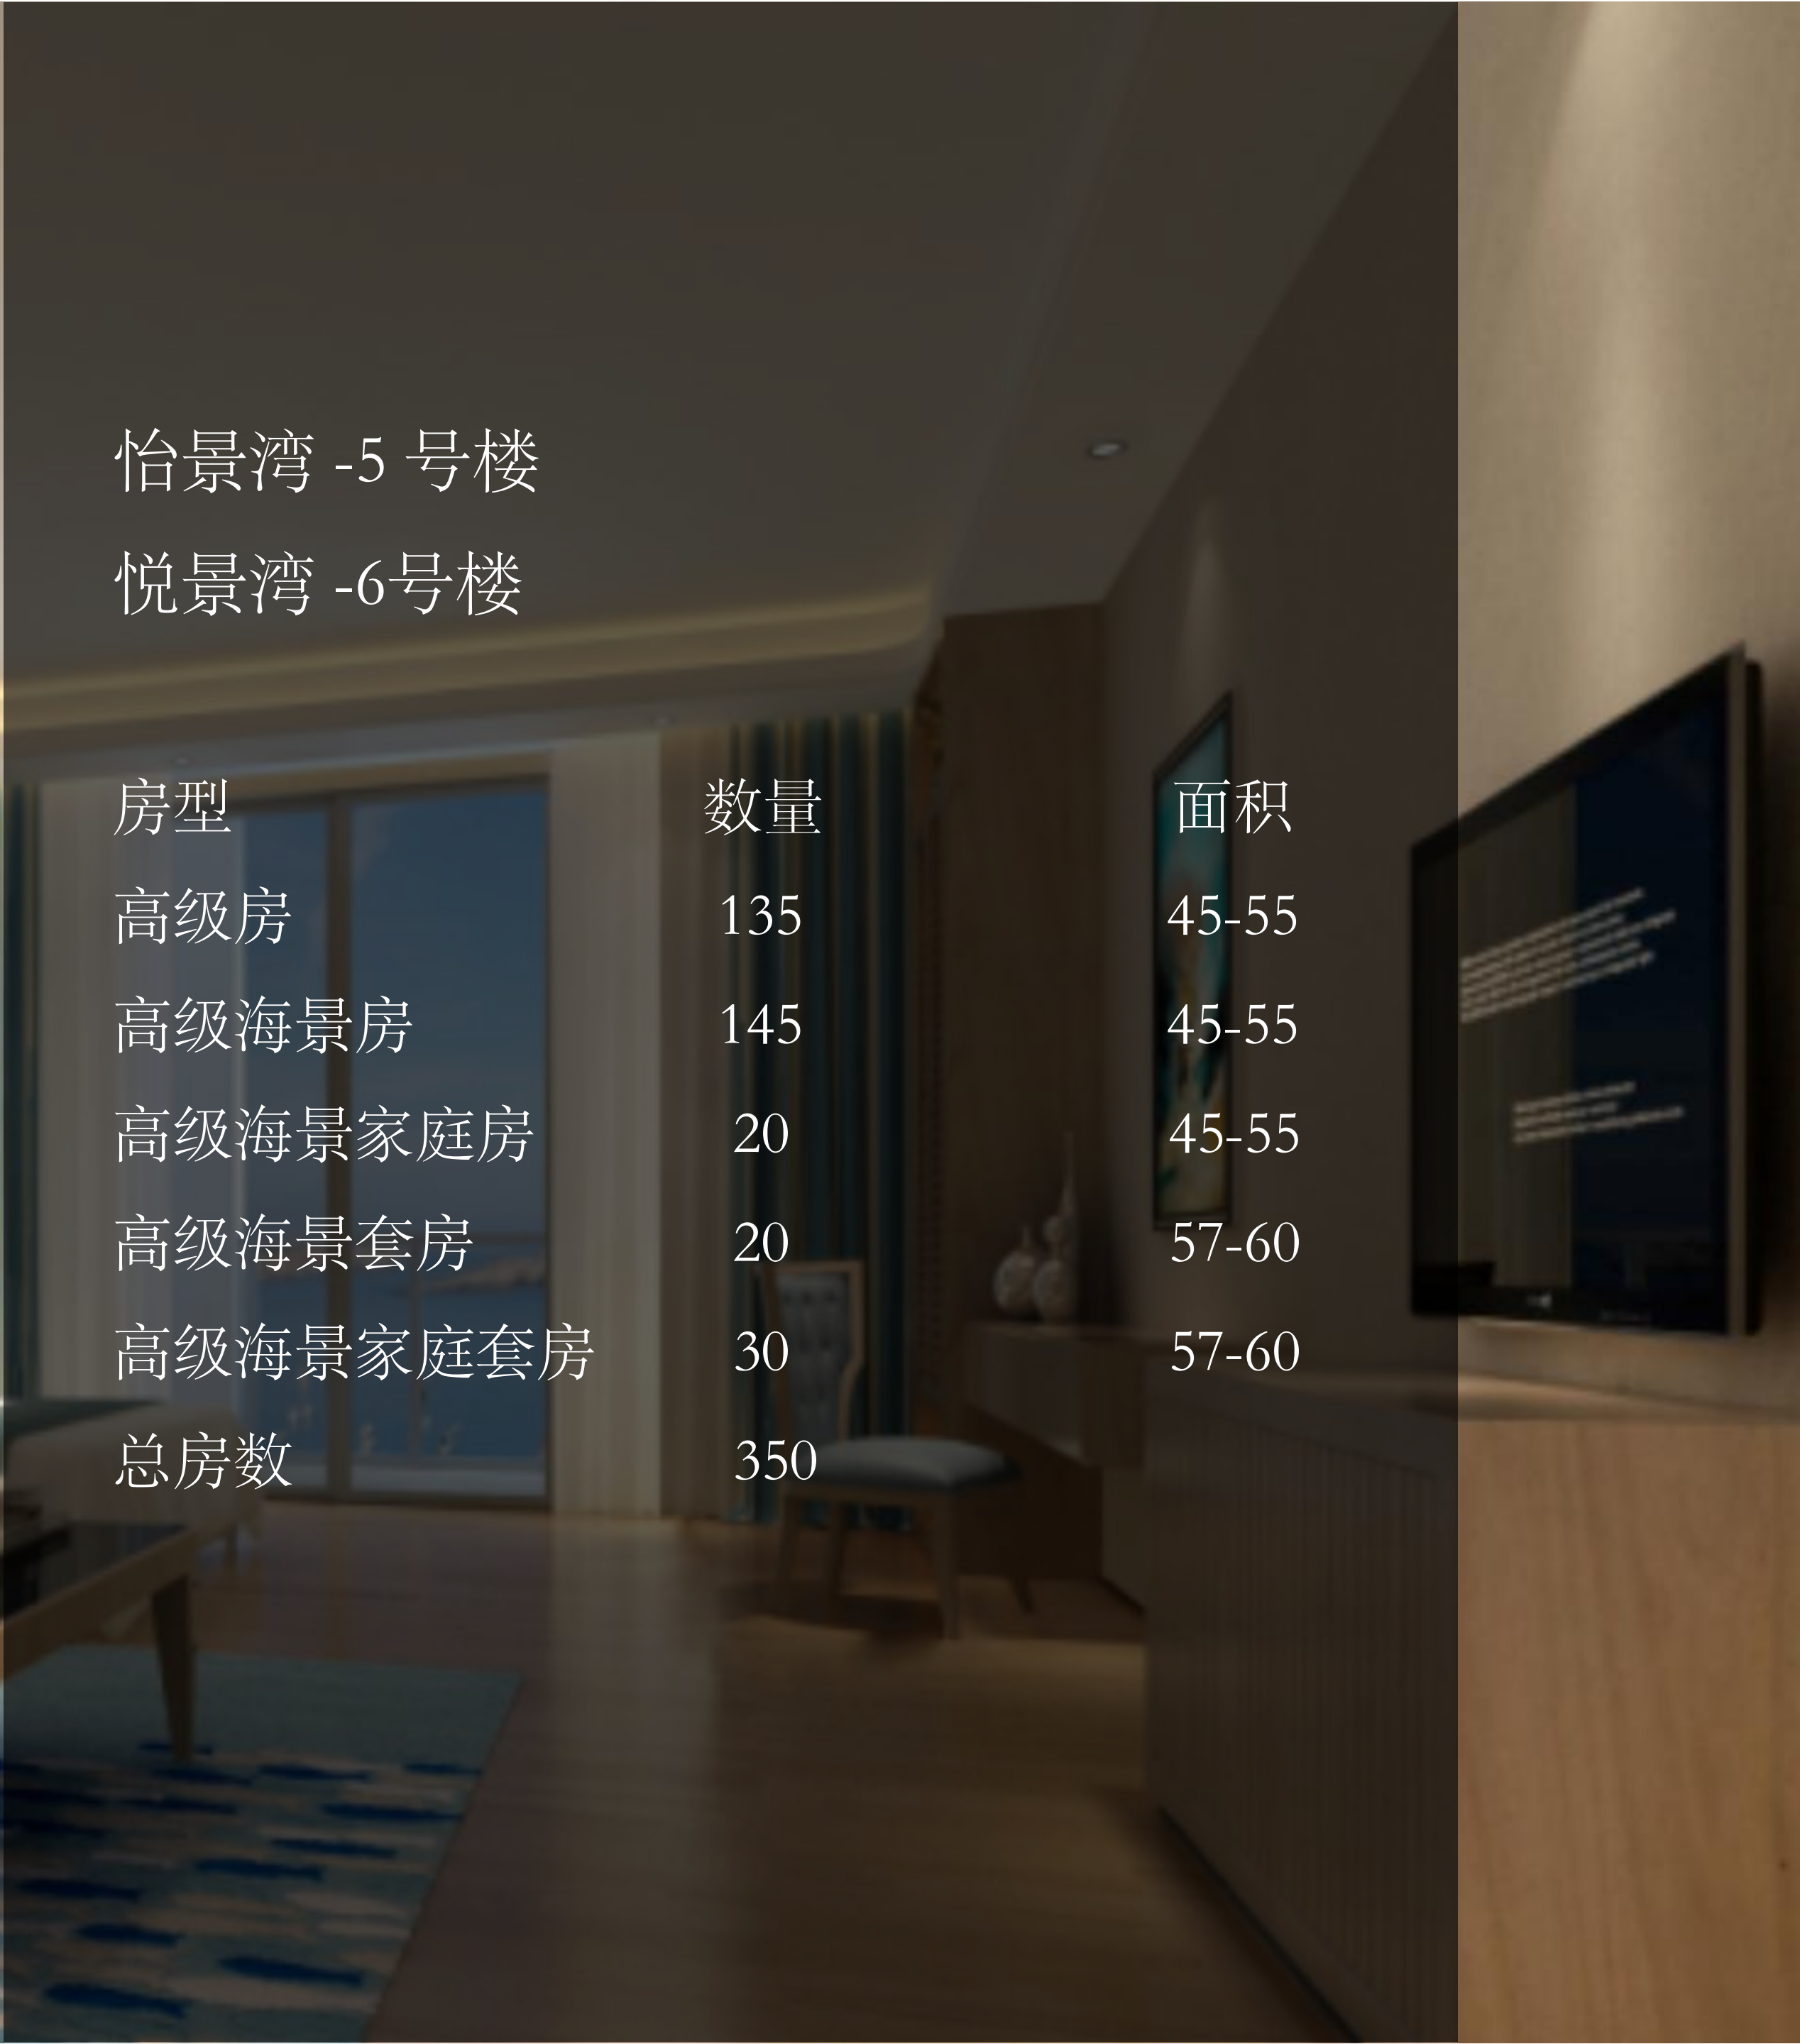 怡景湾 -5 号楼
悦景湾 -6号楼
房型 数量 面积
高级房 135 45-55
高级海景房 145 45-55
高级海景家庭房 20 45-55
高级海景套房 20 57-60
高级海景家庭套房 30 57-60
总房数 350